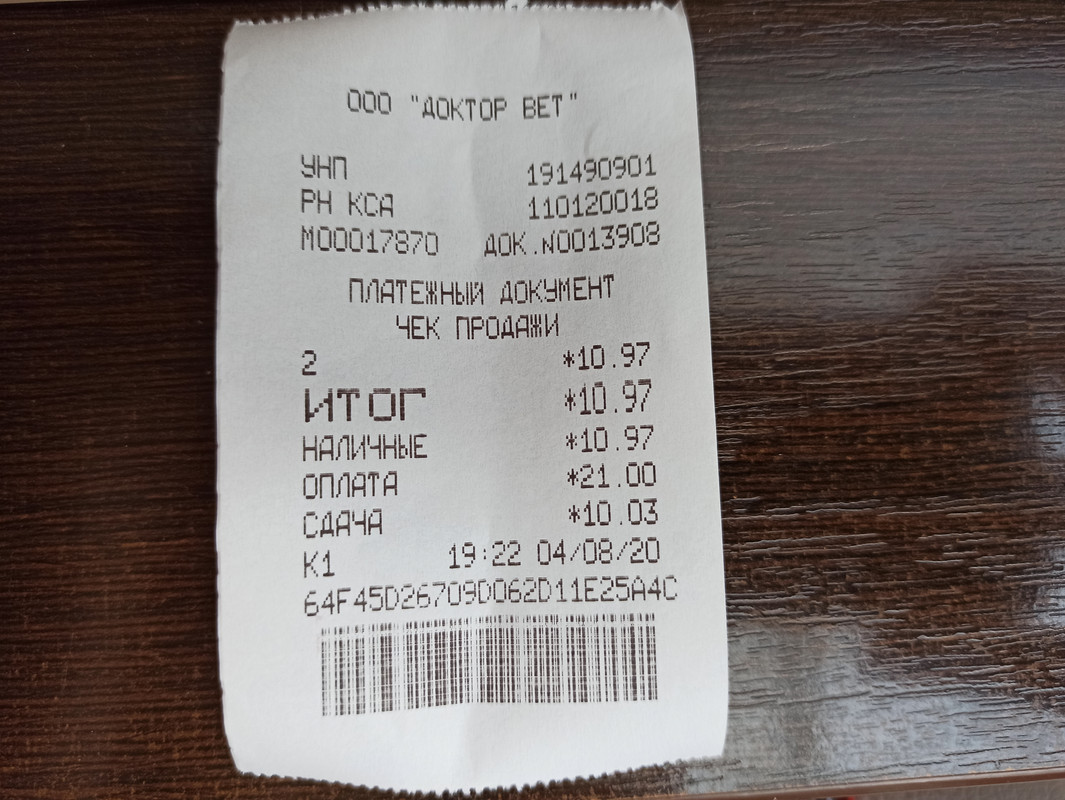 ООО "ДОКТОР ВЕТ"
УНП 191490901
РН КСА 110120018
М00017870 ДОК.N0013908
ПЛАТЕЖНЫЙ ДОКУМЕНТ
ЧЕК ПРОДАЖИ
2 *10.97
ИТОГ *10.97
НАЛИЧНЫЕ *10.97
ОПЛАТА *21.00
СДАЧА *10.03
К1 19:22 04/08/20
64F45D26709D062D11E25A4C